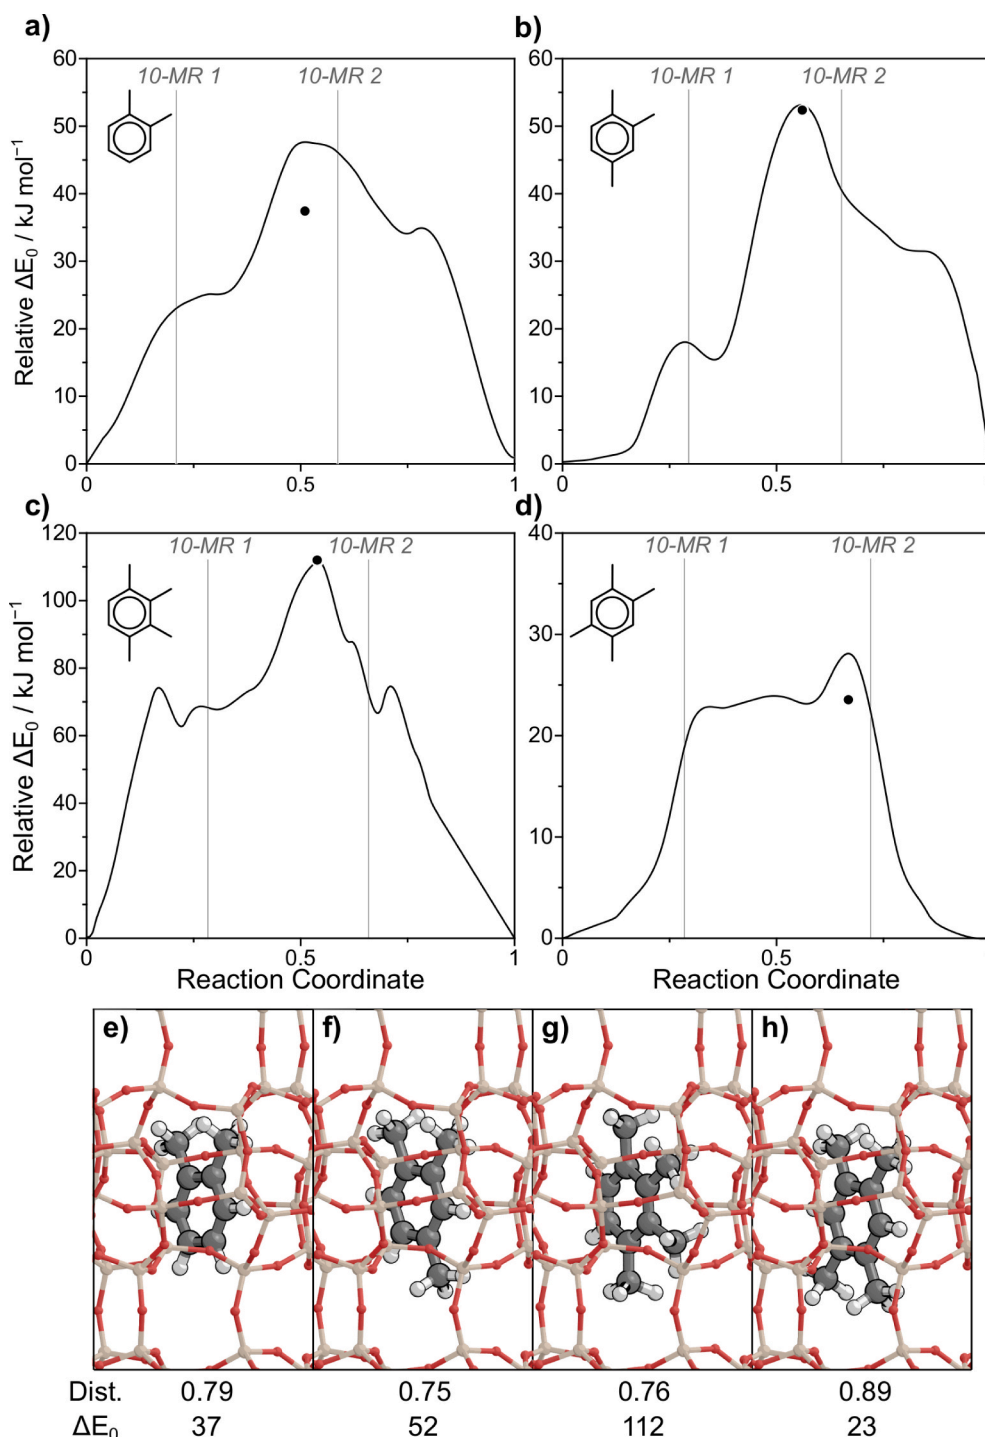 a)
b)
10-MR 1
10-MR 2
10-MR 1
10-MR 2
60
50
40
30
20
10
0
Relative ΔE₀ / kJ mol⁻¹
0
0.5
1
60
50
40
30
20
10
0
0
0.5
c)
d)
10-MR 1
10-MR 2
10-MR 1
10-MR 2
120
100
80
60
40
20
0
Relative ΔE₀ / kJ mol⁻¹
0
0.5
1
Reaction Coordinate
40
30
20
10
0
0
0.5
1
Reaction Coordinate
e)
f)
g)
h)
Dist. 0.79 0.75 0.76 0.89
ΔE₀ 37 52 112 23